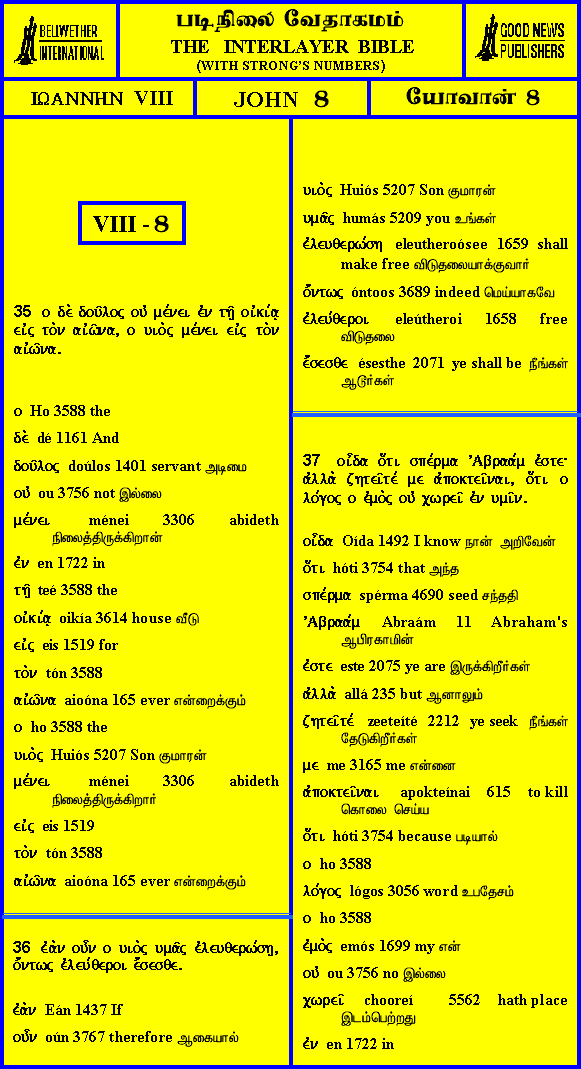 BELLWETHER
INTERNATIONAL
படிநிலை வேதாகமம்
THE INTERLAYER BIBLE
(WITH STRONG'S NUMBERS)
GOOD NEWS
PUBLISHERS
ΙΩΑΝΝΗΝ VIII
JOHN 8
யோவான் 8
VIII - 8
35 ο δὲ δοῦλος οὐ μένει ἐν τῇ οἰκίᾳ
εἰς τὸν αἰῶνα, ο υιὸς μένει εἰς τὸν
αἰῶνα.
ο Ho 3588 the
δὲ dé 1161 And
δοῦλος doúlos 1401 servant அடிமை
οὐ ou 3756 not இல்லை
μένει ménei 3306 abideth
நிலைத்திருக்கிறான்
ἐν en 1722 in
τῇ teé 3588 the
οἰκίᾳ oikía 3614 house வீடு
εἰς eis 1519 for
τὸν tón 3588
αἰῶνα aioóna 165 ever என்றைக்கும்
ο ho 3588 the
υιὸς Huiós 5207 Son குமாரன்
μένει ménei 3306 abideth
நிலைத்திருக்கிறார்
εἰς eis 1519
τὸν tón 3588
αἰῶνα aioóna 165 ever என்றைக்கும்
36 ἐὰν οὖν ο υιὸς υμᾶς ἐλευθερώσῃ,
ὄντως ἐλεύθεροι ἔσεσθε.
ἐὰν Eán 1437 If
οὖν oún 3767 therefore ஆகையால்
υιὸς Huiós 5207 Son குமாரன்
υμᾶς humás 5209 you உங்கள்
ἐλευθερώσῃ eleutheroósee 1659 shall
make free விடுதலையாக்குவார்
ὄντως óntoos 3689 indeed மெய்யாகவே
ἐλεύθεροι eleútheroi 1658 free
விடுதலை
ἔσεσθε ésesthe 2071 ye shall be நீங்கள்
ஆடூர்கள்
37 οἶδα ὅτι σπέρμα Ἀβραάμ ἐστε·
ἀλλὰ ζητεῖτέ με ἀποκτεῖναι, ὅτι ο
λόγος ο ἐμὸς οὐ χωρεῖ ἐν υμῖν.
οἶδα Oída 1492 I know நான் அறிவேன்
ὅτι hóti 3754 that அந்த
σπέρμα spérma 4690 seed சந்ததி
Ἀβραάμ Abraám 11 Abraham's
ஆபிரகாமின்
ἐστε este 2075 ye are இருக்கிறீர்கள்
ἀλλὰ allá 235 but ஆனாலும்
ζητεῖτέ zeeteíté 2212 ye seek நீங்கள்
தேடுகிறீர்கள்
με me 3165 me என்னை
ἀποκτεῖναι apokteínai 615 to kill
கொலை செய்ய
ὅτι hóti 3754 because படியால்
ο ho 3588
λόγος lógos 3056 word உபதேசம்
ο ho 3588
ἐμὸς emós 1699 my என்
οὐ ou 3756 no இல்லை
χωρεῖ chooreí 5562 hath place
இடம்பெற்றது
ἐν en 1722 in